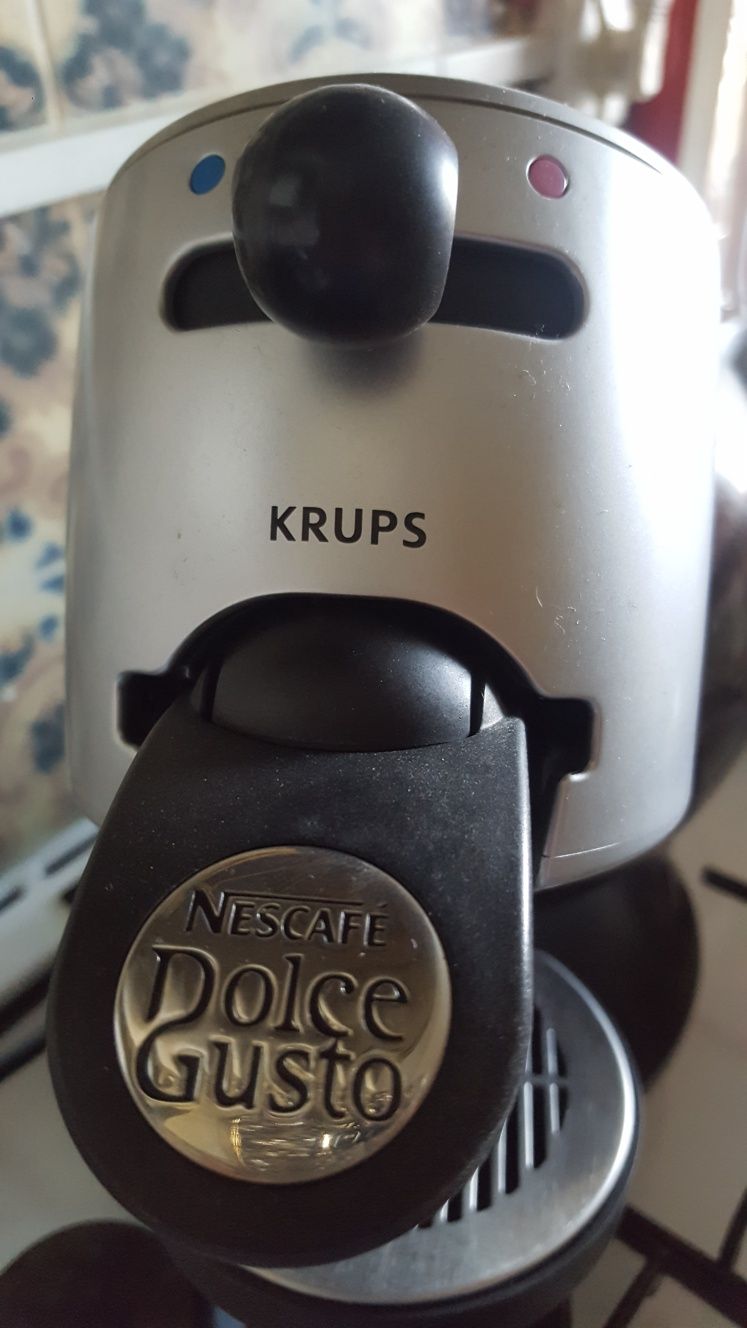 KRUPS
NESCAFÉ
Dolce
Gusto